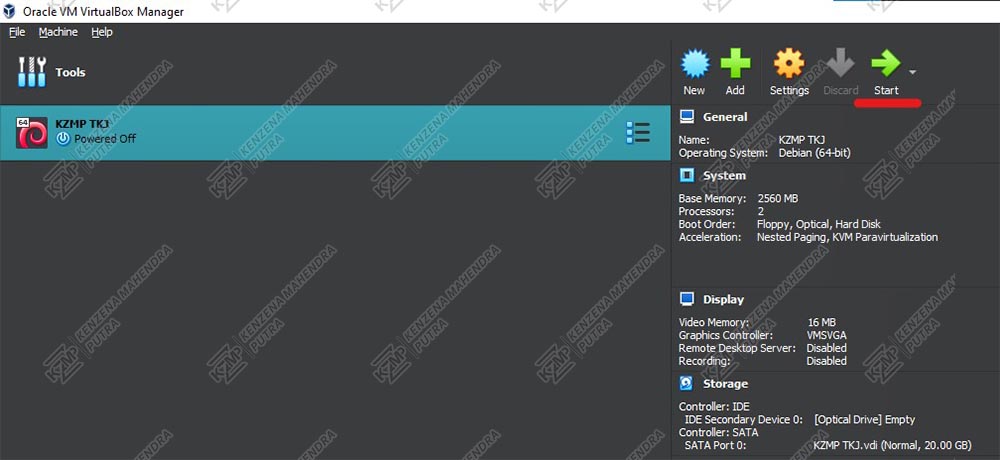 Oracle VM VirtualBox Manager
File Machine Help
Tools
New Add Settings Discard Start
64
KZMP TKJ
Powered Off
General
Name: KZMP TKJ
Operating System: Debian (64-bit)
System
Base Memory: 2560 MB
Processors: 2
Boot Order: Floppy, Optical, Hard Disk
Acceleration: Nested Paging, KVM Paravirtualization
Display
Video Memory: 16 MB
Graphics Controller: VMSVGA
Remote Desktop Server: Disabled
Recording: Disabled
Storage
Controller: IDE
IDE Secondary Device 0: [Optical Drive] Empty
Controller: SATA
SATA Port 0: KZMP TKJ.vdi (Normal, 20.00 GB)
KZMP KENZENA MAHENDRA
PUTRA